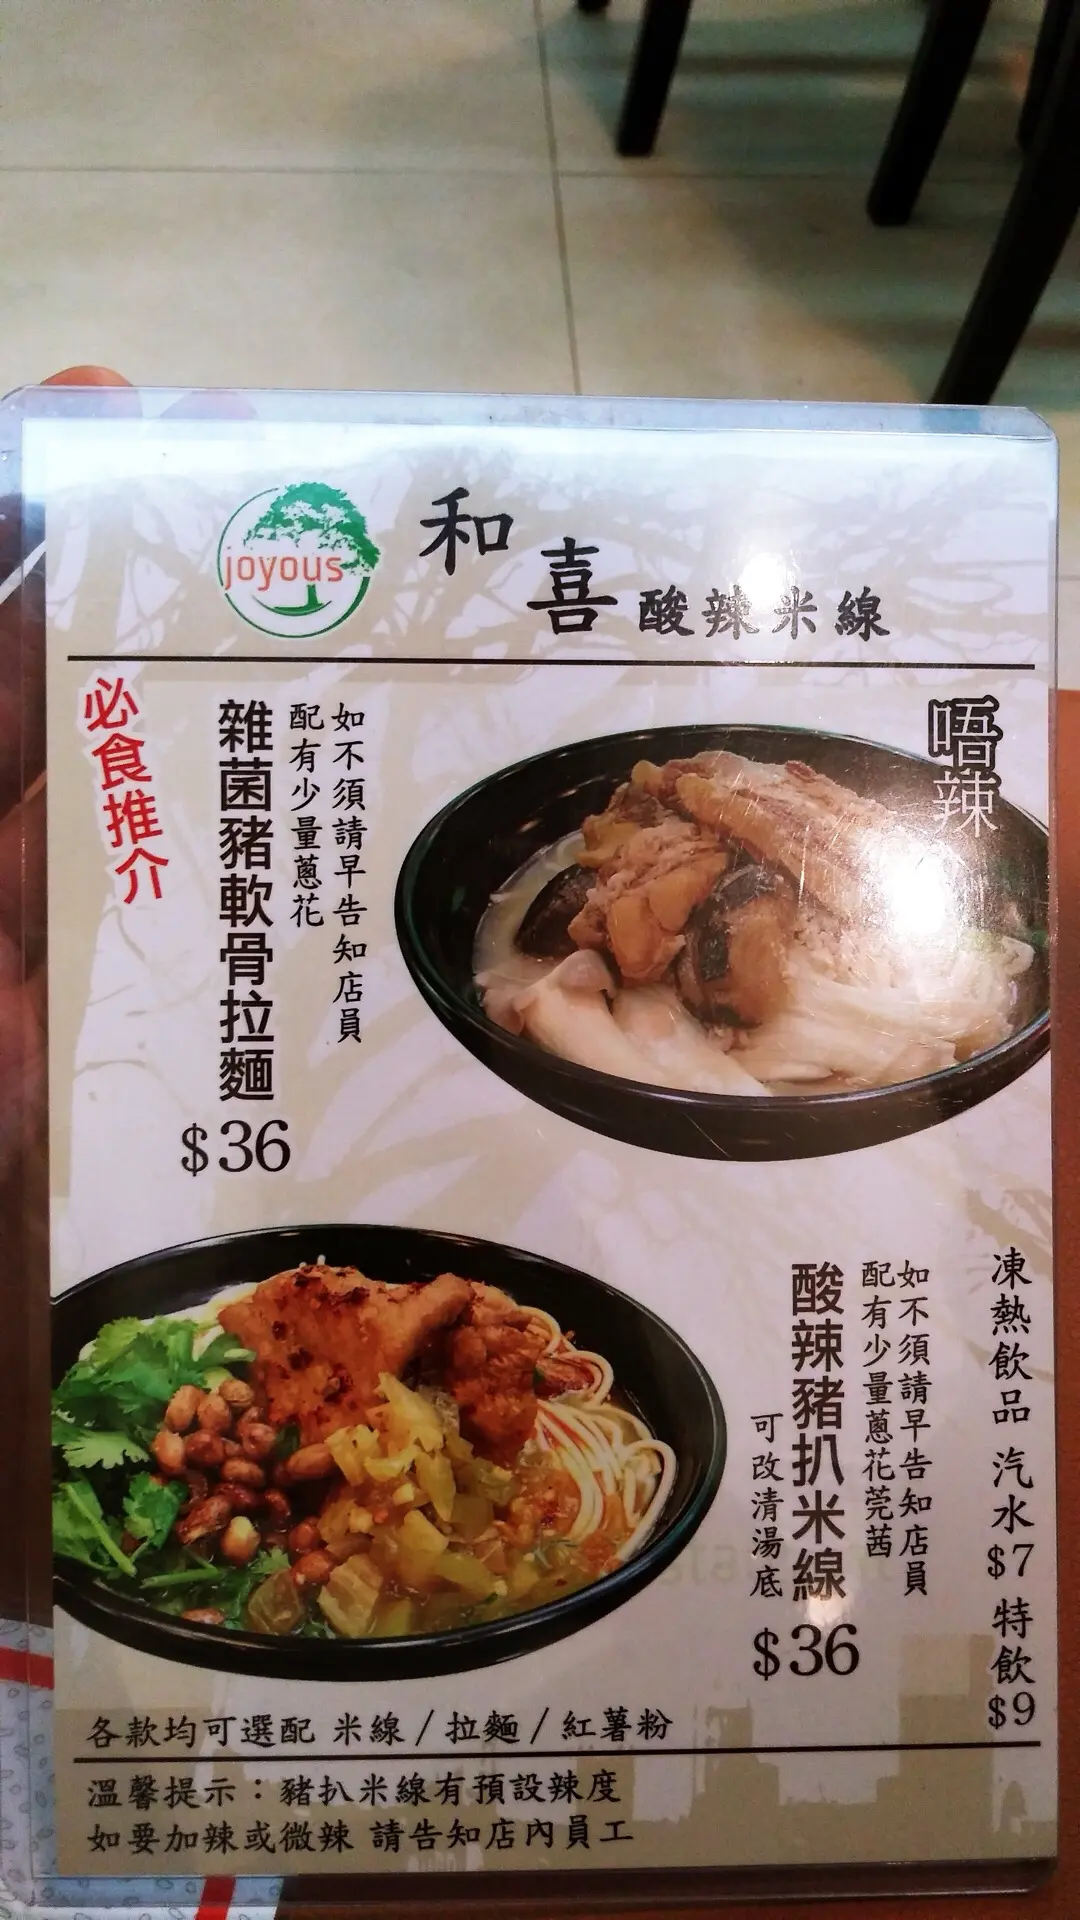 joyous
和喜 酸辣米線
必食推介
雜菌豬軟骨拉麵
配有少量蔥花
如不須請早告知店員
$36
唔辣
凍熱飲品 汽水$7 特飲$9
如不須請早告知店員
配有少量蔥花莞茜
酸辣豬扒米線
可改清湯底
$36
各款均可選配 米線/拉麵/紅薯粉
溫馨提示：豬扒米線有預設辣度
如要加辣或微辣 請告知店內員工